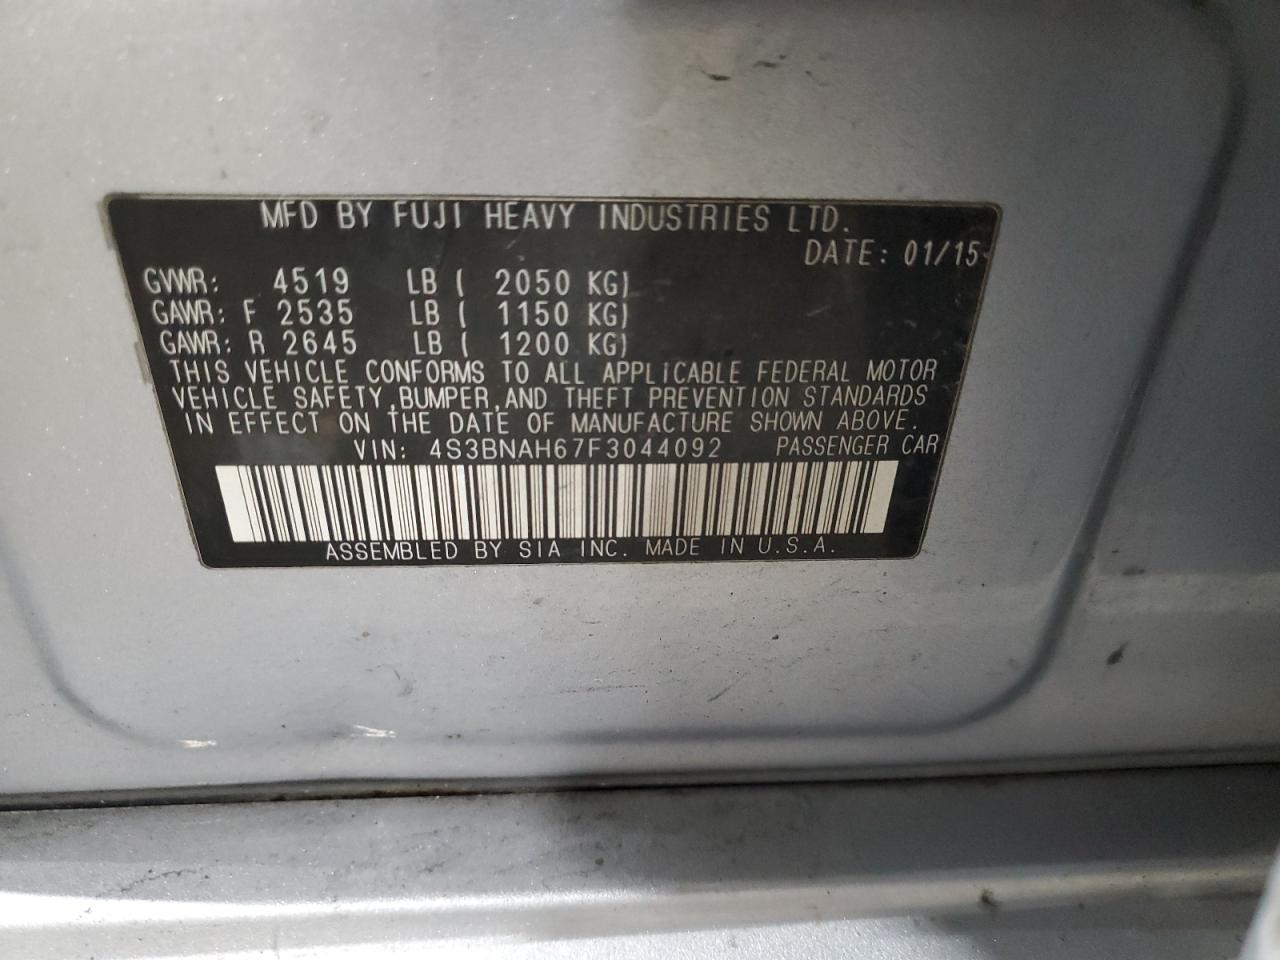 MFD BY FUJI HEAVY INDUSTRIES LTD.
DATE: 01/15
GVWR: 4519 LB ( 2050 KG)
GAWR: F 2535 LB ( 1150 KG)
GAWR: R 2645 LB ( 1200 KG)
THIS VEHICLE CONFORMS TO ALL APPLICABLE FEDERAL MOTOR
VEHICLE SAFETY,BUMPER,AND THEFT PREVENTION STANDARDS
IN EFFECT ON THE DATE OF MANUFACTURE SHOWN ABOVE.
VIN: 4S3BNAH67F3044092 PASSENGER CAR
ASSEMBLED BY SIA INC. MADE IN U.S.A.